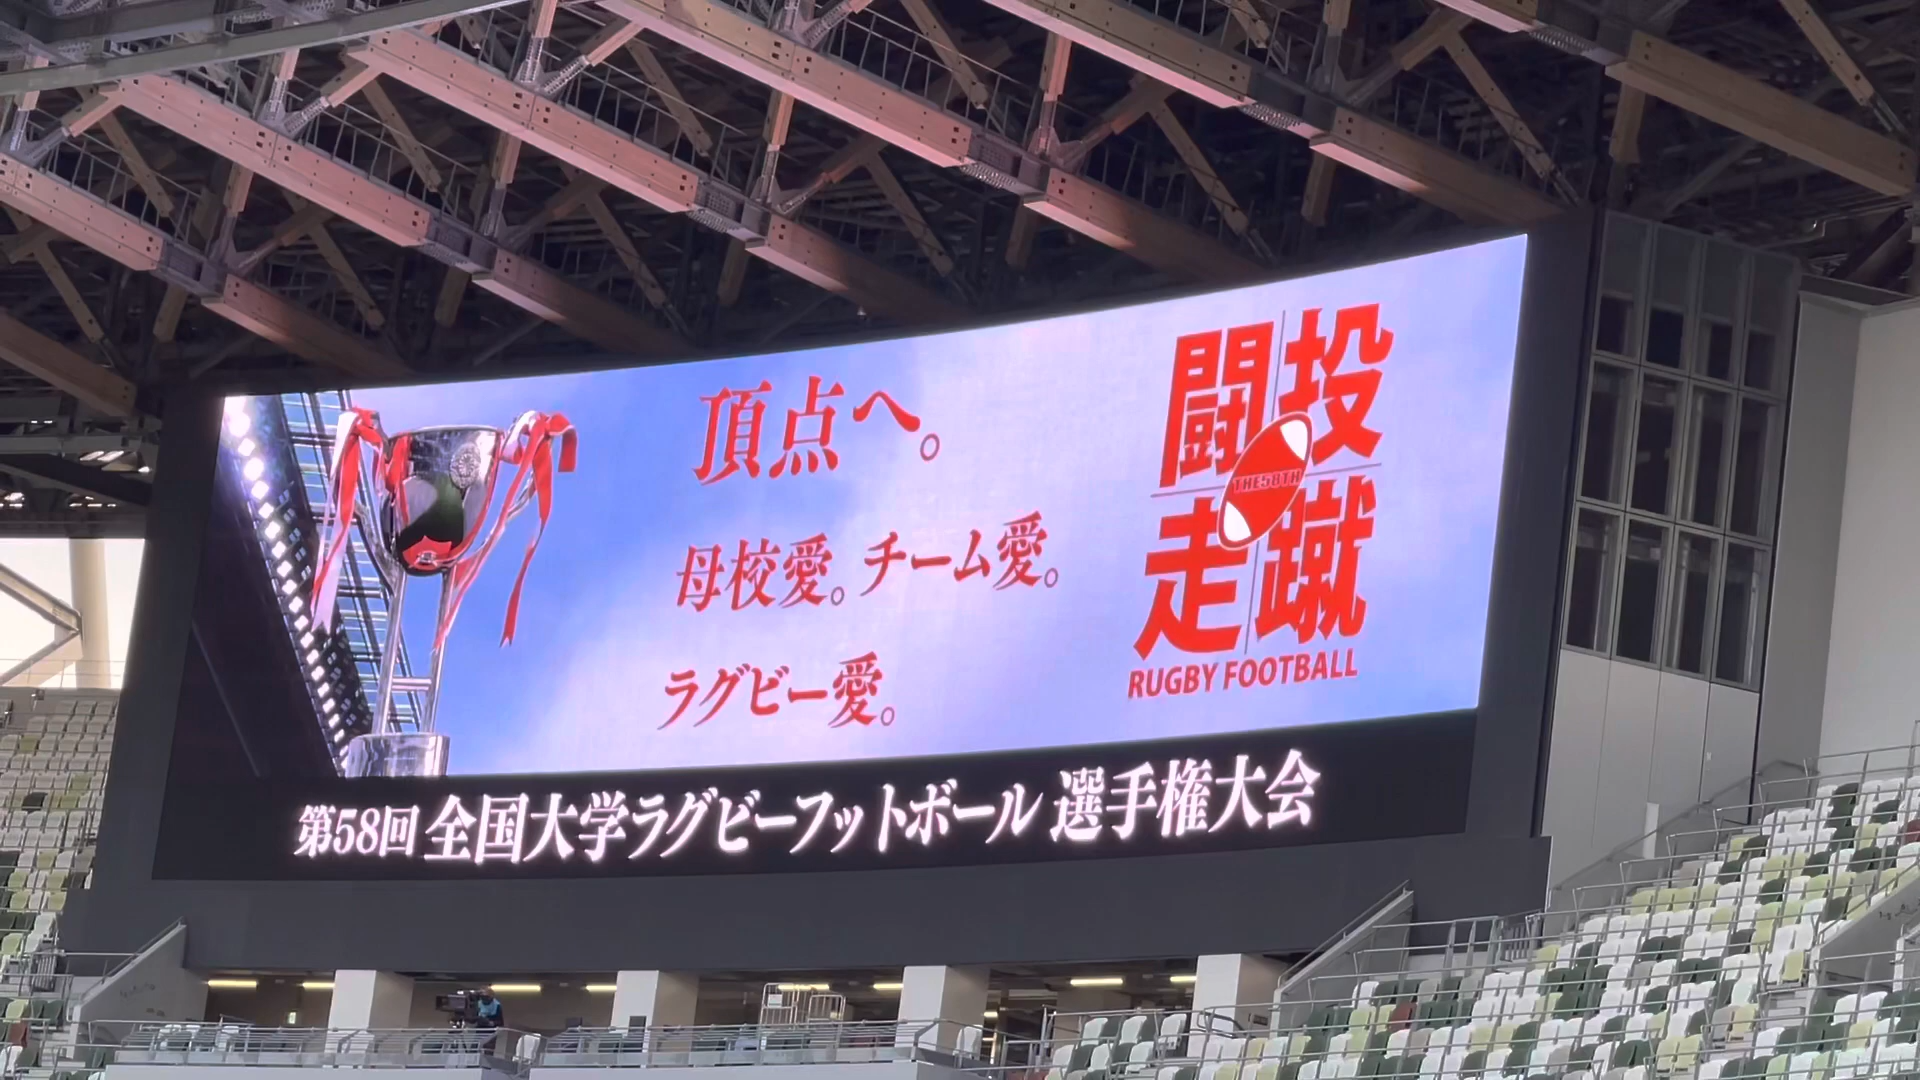 頂点へ。
母校愛。チーム愛。
ラグビー愛。
闘投
THE58TH
走蹴
RUGBY FOOTBALL
第58回 全国大学ラグビーフットボール 選手権大会